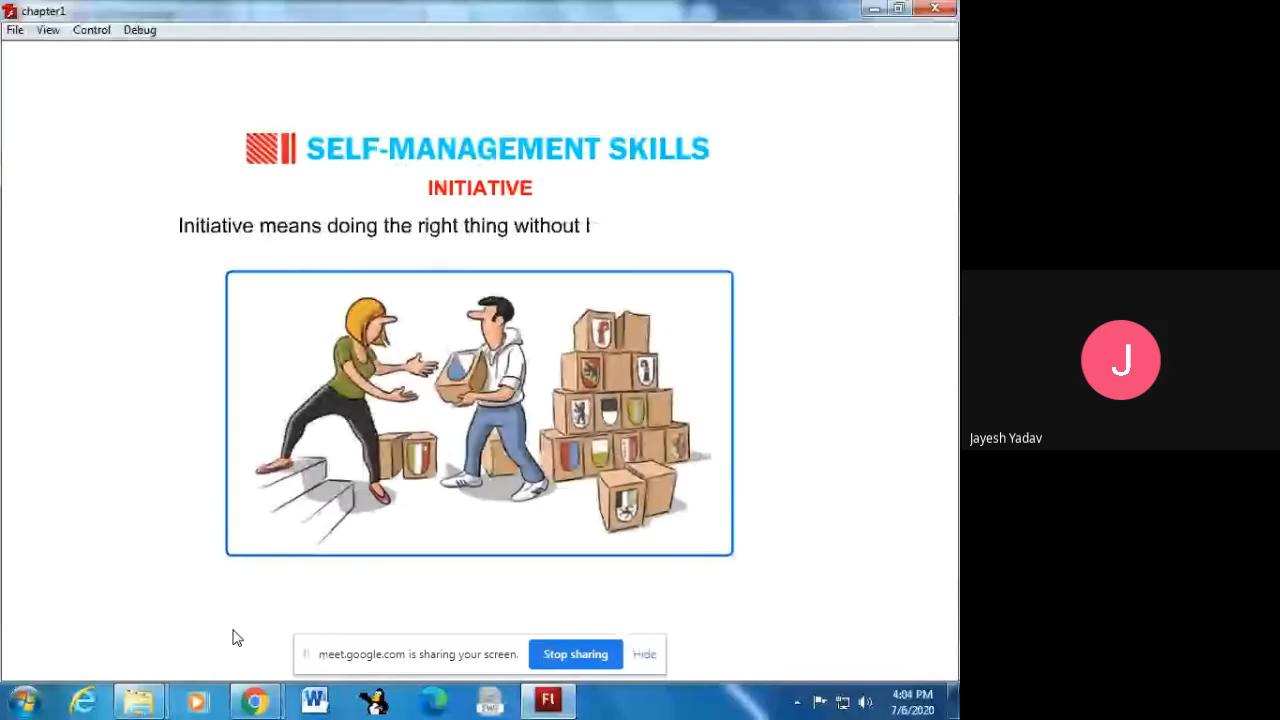 chapter1
File View Control Debug
SELF-MANAGEMENT SKILLS
INITIATIVE
Initiative means doing the right thing without
J
Jayesh Yadav
meet.google.com is sharing your screen. Stop sharing Hide
4:04 PM
7/6/2020